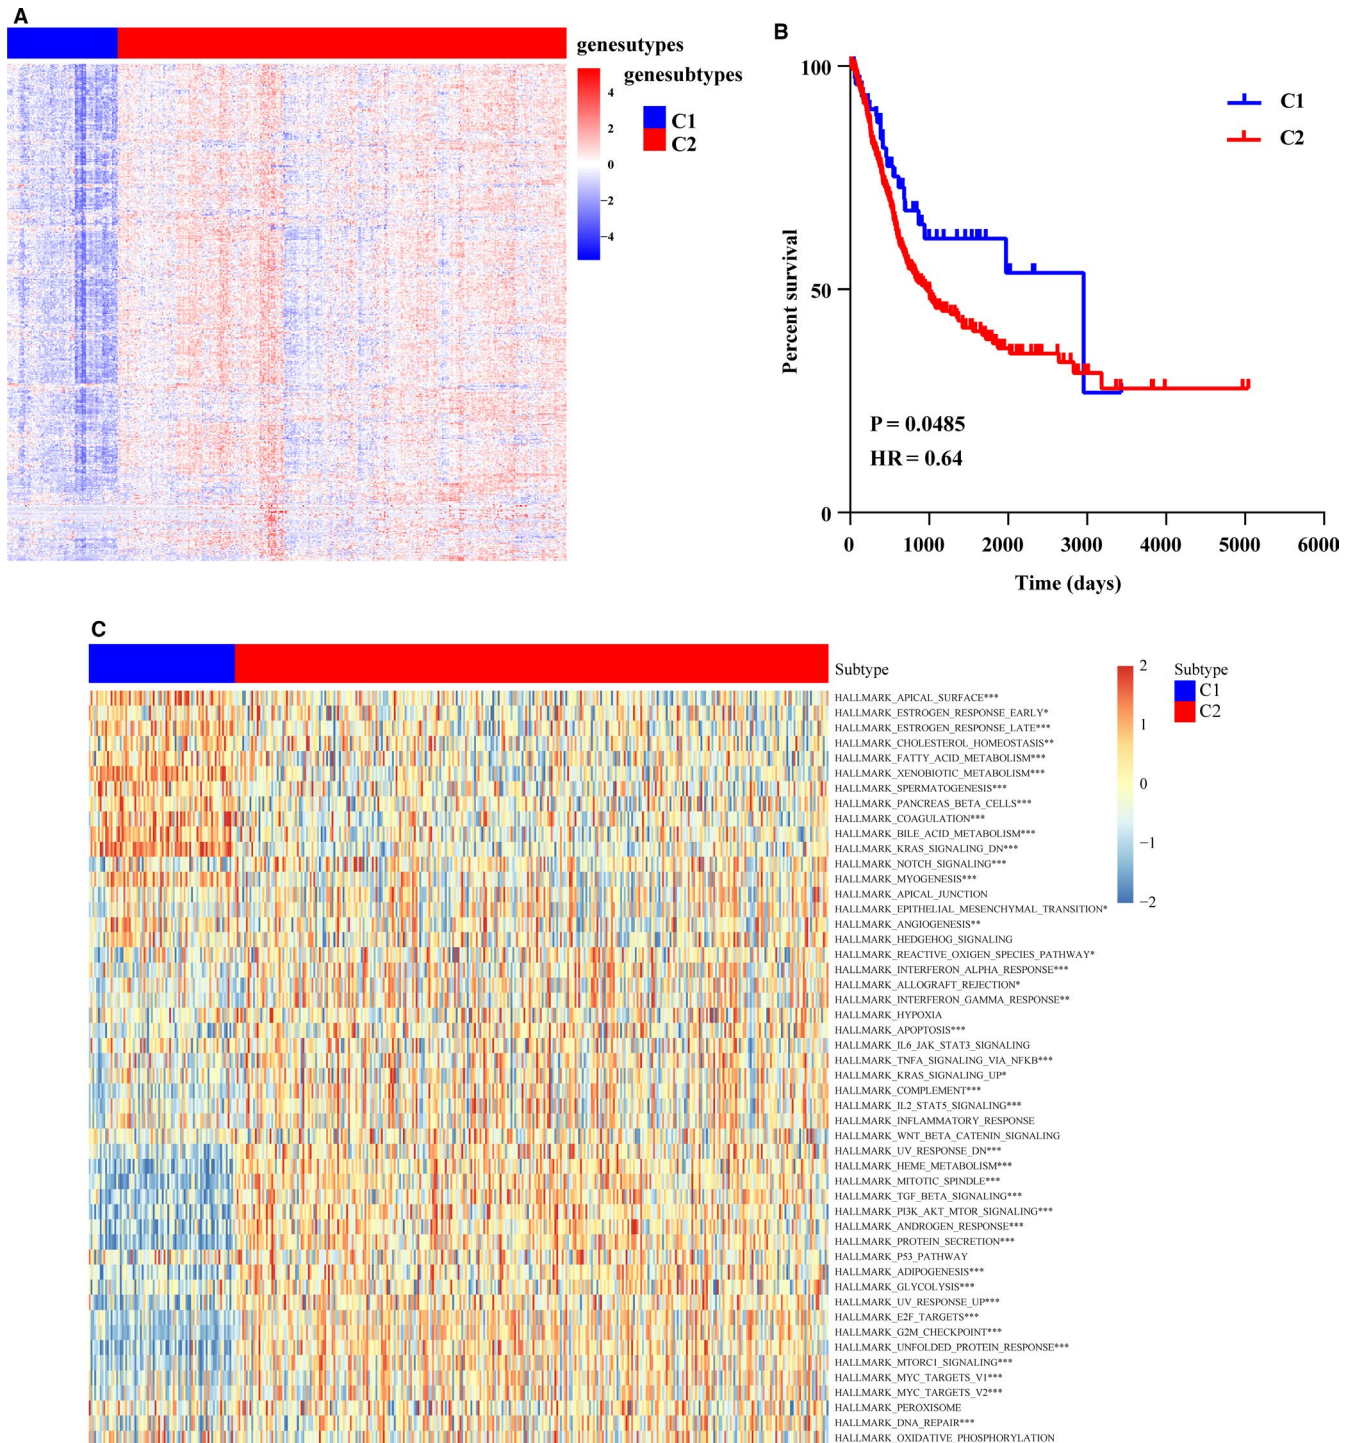 A
genesutypes
genesubtypes
4
2
0
−2
−4
C1
C2
B
100
50
0
Percent survival
C1
C2
P = 0.0485
HR = 0.64
0 1000 2000 3000 4000 5000 6000
Time (days)
C
Subtype
HALLMARK_APICAL_SURFACE***
HALLMARK_ESTROGEN_RESPONSE_EARLY*
HALLMARK_ESTROGEN_RESPONSE_LATE***
HALLMARK_CHOLESTEROL_HOMEOSTASIS**
HALLMARK_FATTY_ACID_METABOLISM***
HALLMARK_XENOBIOTIC_METABOLISM***
HALLMARK_SPERMATOGENESIS***
HALLMARK_PANCREAS_BETA_CELLS***
HALLMARK_COAGULATION***
HALLMARK_BILE_ACID_METABOLISM***
HALLMARK_KRAS_SIGNALING_DN***
HALLMARK_NOTCH_SIGNALING***
HALLMARK_MYOGENESIS***
HALLMARK_APICAL_JUNCTION
HALLMARK_EPITHELIAL_MESENCHYMAL_TRANSITION*
HALLMARK_ANGIOGENESIS**
HALLMARK_HEDGEHOG_SIGNALING
HALLMARK_REACTIVE_OXIGEN_SPECIES_PATHWAY*
HALLMARK_INTERFERON_ALPHA_RESPONSE***
HALLMARK_ALLOGRAFT_REJECTION*
HALLMARK_INTERFERON_GAMMA_RESPONSE**
HALLMARK_HYPOXIA
HALLMARK_APOPTOSIS***
HALLMARK_IL6_JAK_STAT3_SIGNALING
HALLMARK_TNFA_SIGNALING_VIA_NFKB***
HALLMARK_KRAS_SIGNALING_UP*
HALLMARK_COMPLEMENT***
HALLMARK_IL2_STAT5_SIGNALING***
HALLMARK_INFLAMMATORY_RESPONSE
HALLMARK_WNT_BETA_CATENIN_SIGNALING
HALLMARK_UV_RESPONSE_DN***
HALLMARK_HEME_METABOLISM***
HALLMARK_MITOTIC_SPINDLE***
HALLMARK_TGF_BETA_SIGNALING***
HALLMARK_PI3K_AKT_MTOR_SIGNALING***
HALLMARK_ANDROGEN_RESPONSE***
HALLMARK_PROTEIN_SECRETION***
HALLMARK_P53_PATHWAY
HALLMARK_ADIPOGENESIS***
HALLMARK_GLYCOLYSIS***
HALLMARK_UV_RESPONSE_UP***
HALLMARK_E2F_TARGETS***
HALLMARK_G2M_CHECKPOINT***
HALLMARK_UNFOLDED_PROTEIN_RESPONSE***
HALLMARK_MTORC1_SIGNALING***
HALLMARK_MYC_TARGETS_V1***
HALLMARK_MYC_TARGETS_V2***
HALLMARK_PEROXISOME
HALLMARK_DNA_REPAIR***
HALLMARK_OXIDATIVE_PHOSPHORYLATION
2
1
0
−1
−2
Subtype
C1
C2